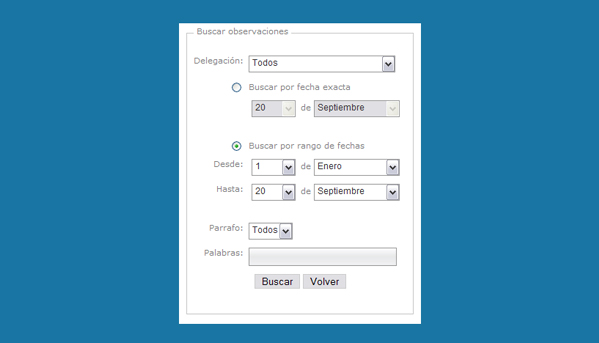 Buscar observaciones
Delegación: Todos
Buscar por fecha exacta
20 de Septiembre
Buscar por rango de fechas
Desde: 1 de Enero
Hasta: 20 de Septiembre
Parrafo: Todos
Palabras:
Buscar Volver